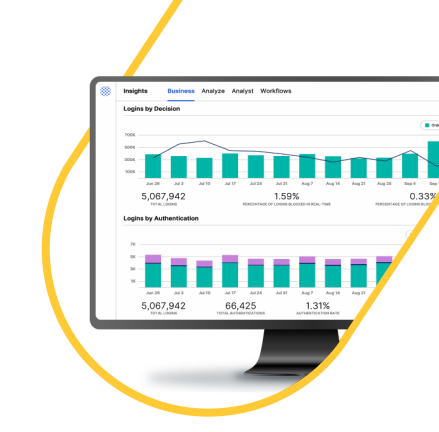 Insights Business Analyze Analyst Workflows
Logins by Decision
700K
500K
300K
100K
Jun 26 Jul 3 Jul 10 Jul 17 Jul 24 Jul 31 Aug 7 Aug 14 Aug 21 Aug 28 Sep 4 Sep
5,067,942 1.59% 0.33%
TOTAL LOGINS PERCENTAGE OF LOGINS BLOCKED IN REAL-TIME PERCENTAGE OF LOGINS BLOC
Logins by Authentication
7K
5K
3K
1K
Jun 26 Jul 3 Jul 10 Jul 17 Jul 24 Jul 31 Aug 7 Aug 14 Aug 21
5,067,942 66,425 1.31%
TOTAL LOGINS TOTAL AUTHENTICATIONS AUTHENTICATION RATE